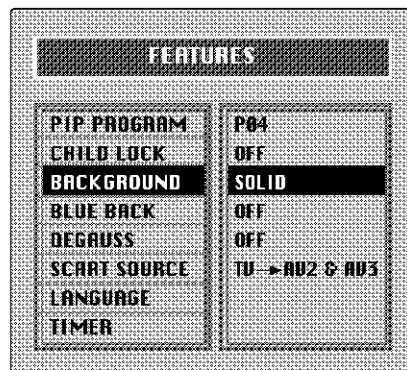 FEATURES
PIP PROGRAM P04
CHILD LOCK OFF
BACKGROUND SOLID
BLUE BACK OFF
DEGAUSS OFF
SCART SOURCE TV→AV2 & AV3
LANGUAGE
TIMER